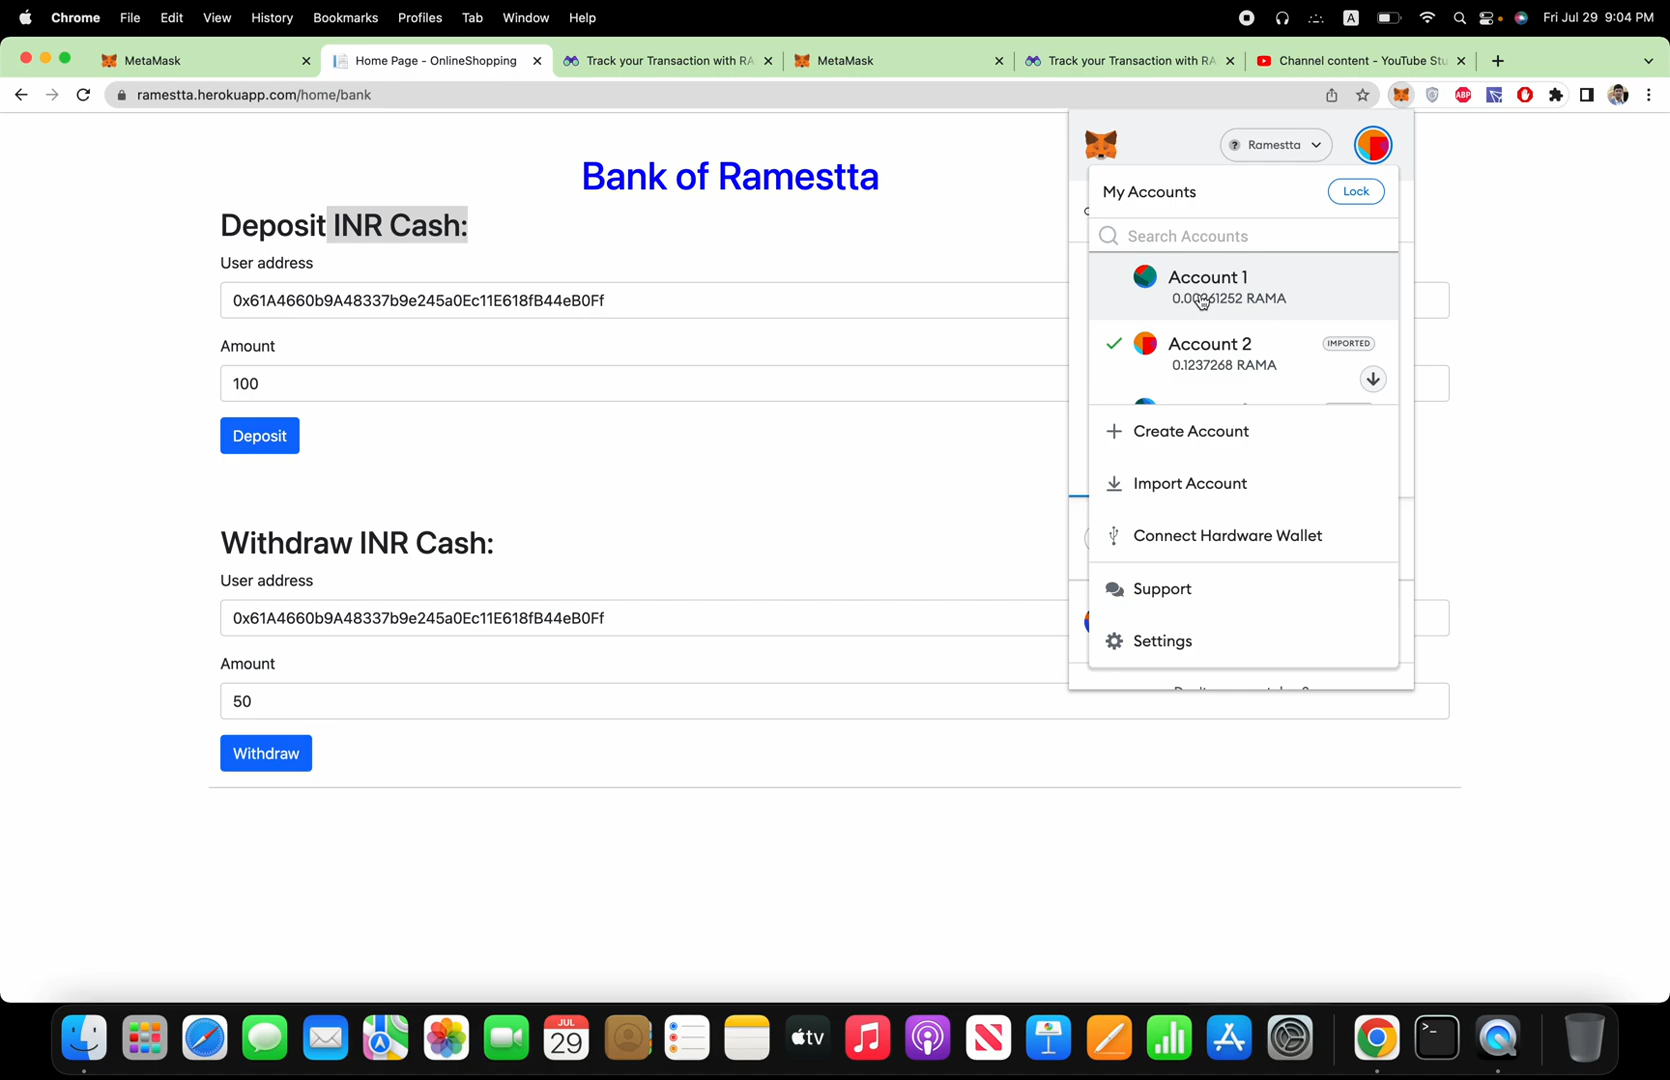 Chrome File Edit View History Bookmarks Profiles Tab Window Help A Fri Jul 29 9:04 PM
MetaMask
Home Page - OnlineShopping
Track your Transaction with RA
MetaMask
Track your Transaction with RA
Channel content - YouTube Stu
ramestta.herokuapp.com/home/bank
ABP
Bank of Ramestta
Deposit INR Cash:
User address
0x61A4660b9A48337b9e245a0Ec11E618fB44eB0Ff
Amount
100
Deposit
Withdraw INR Cash:
User address
0x61A4660b9A48337b9e245a0Ec11E618fB44eB0Ff
Amount
50
Withdraw
? Ramestta
My Accounts
Lock
Search Accounts
Account 1
RAMA
Account 2
IMPORTED
0.1237268 RAMA
Create Account
Import Account
Connect Hardware Wallet
Support
Settings
JUL
29
tv